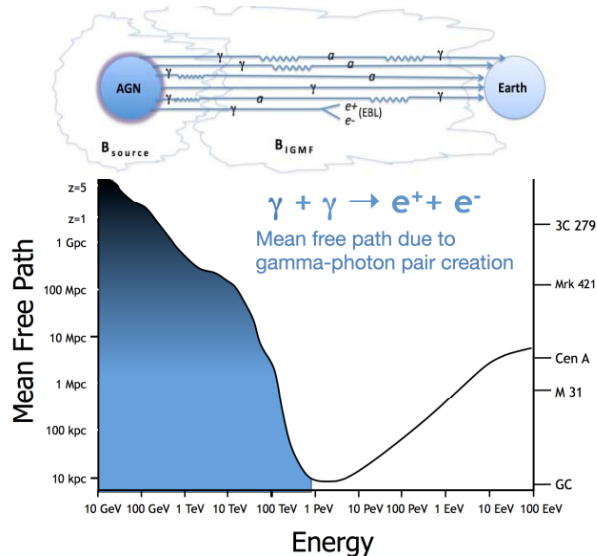 γ a γ
γ a
γ a
AGN γ Earth
γ a γ
γ e+
e- (EBL)
B source
B IGMF
γ + γ → e⁺ + e⁻
Mean free path due to
gamma-photon pair creation
Mean Free Path
z=5
z=1
1 Gpc
100 Mpc
10 Mpc
1 Mpc
100 kpc
10 kpc
3C 279
Mrk 421
Cen A
M 31
GC
10 GeV 100 GeV 1 TeV 10 TeV 100 TeV 1 PeV 10 PeV 100 PeV 1 EeV 10 EeV 100 EeV
Energy